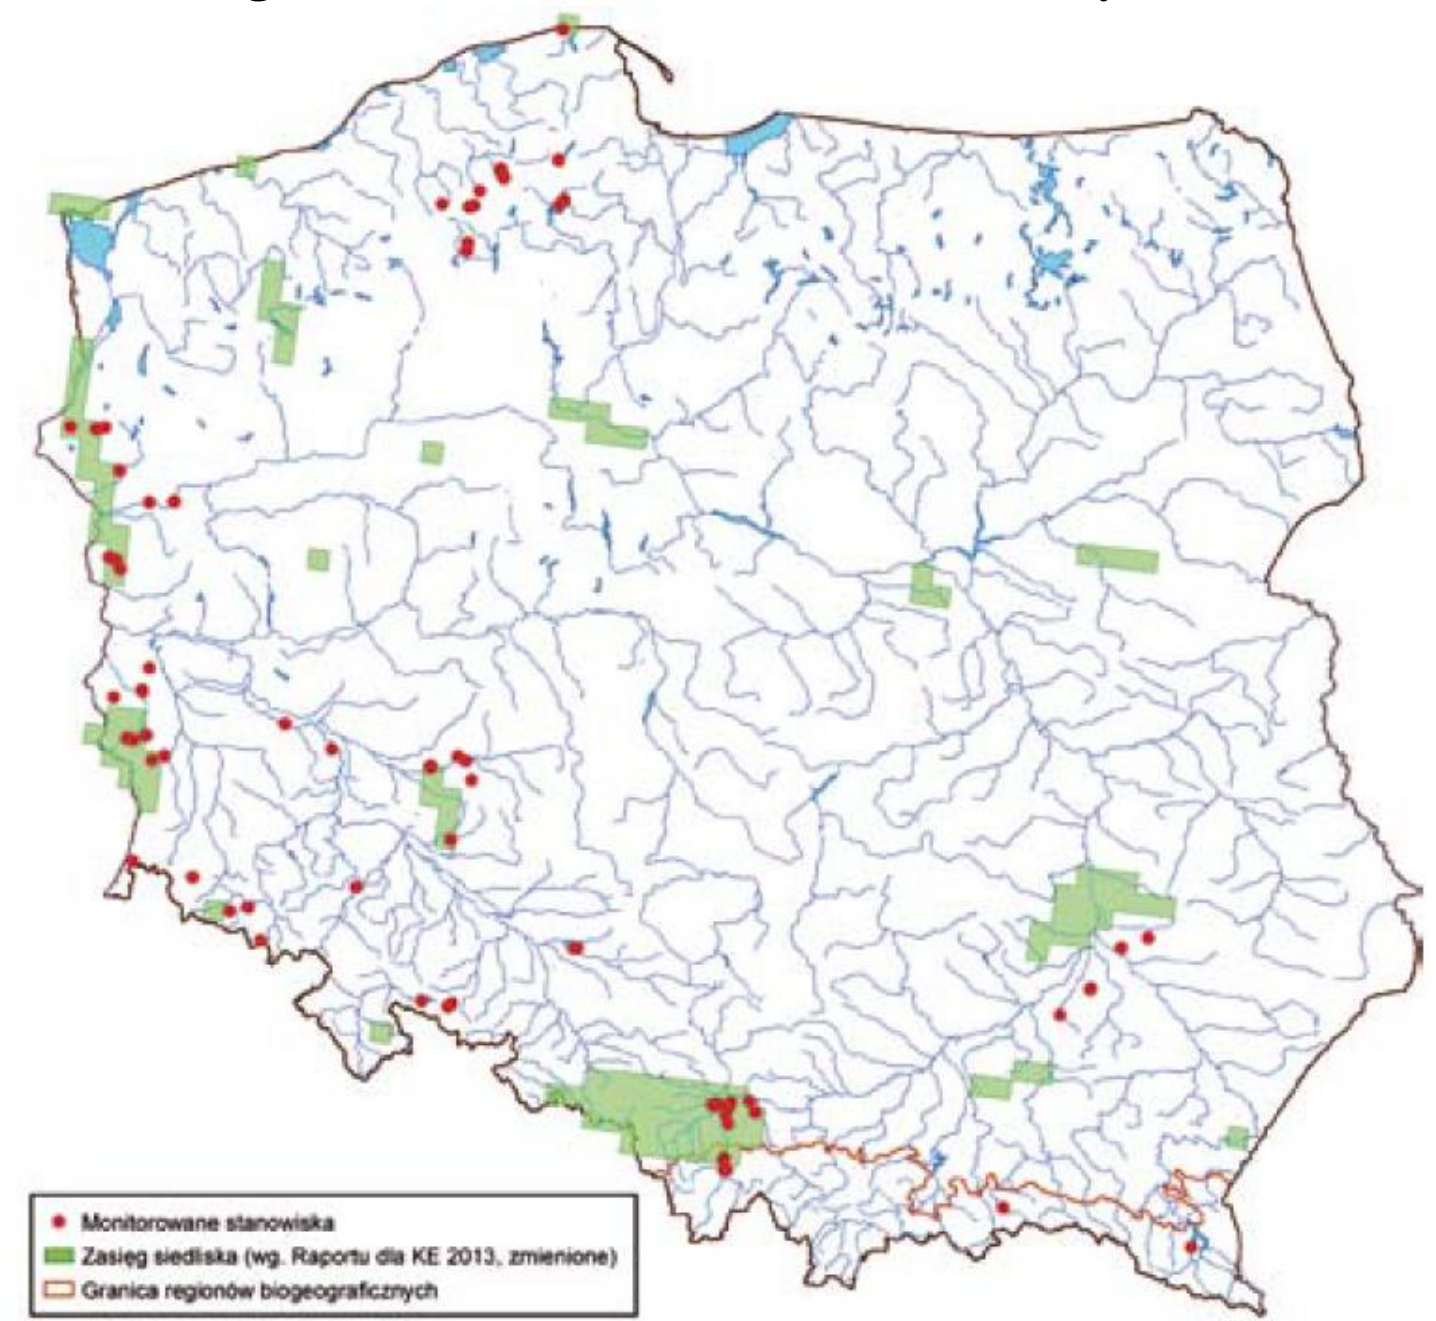 Monitorowane stanowiska
Zasięg siedliska (wg. Raportu dla KE 2013, zmienione)
Granica regionów biogeograficznych